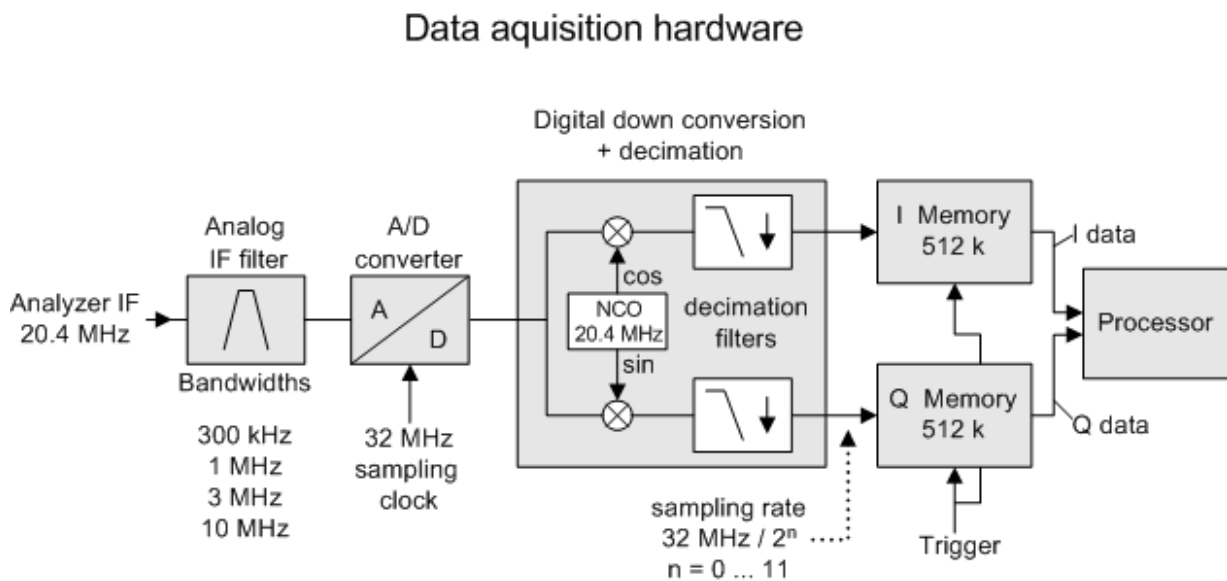 Data aquisition hardware
Digital down conversion
+ decimation
Analog
IF filter
A/D
converter
I Memory
512 k
I data
Analyzer IF
20.4 MHz
A
D
cos
NCO
20.4 MHz
sin
decimation
filters
Processor
Bandwidths
Q Memory
512 k
Q data
300 kHz
1 MHz
3 MHz
10 MHz
32 MHz
sampling
clock
sampling rate
32 MHz / 2ⁿ
n = 0 ... 11
Trigger